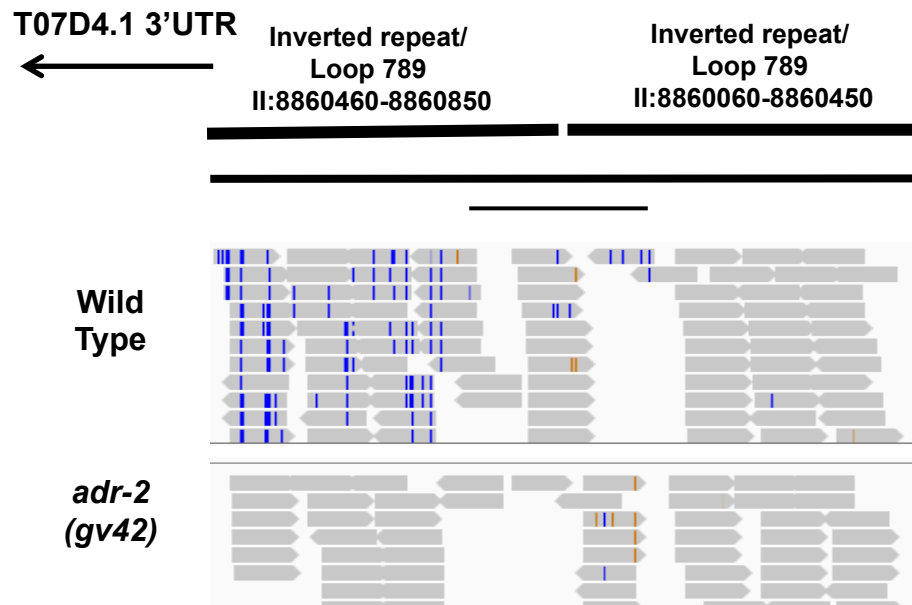 T07D4.1 3’UTR
Inverted repeat/
Loop 789
II:8860460-8860850
Inverted repeat/
Loop 789
II:8860060-8860450
Wild
Type
adr-2
(gv42)